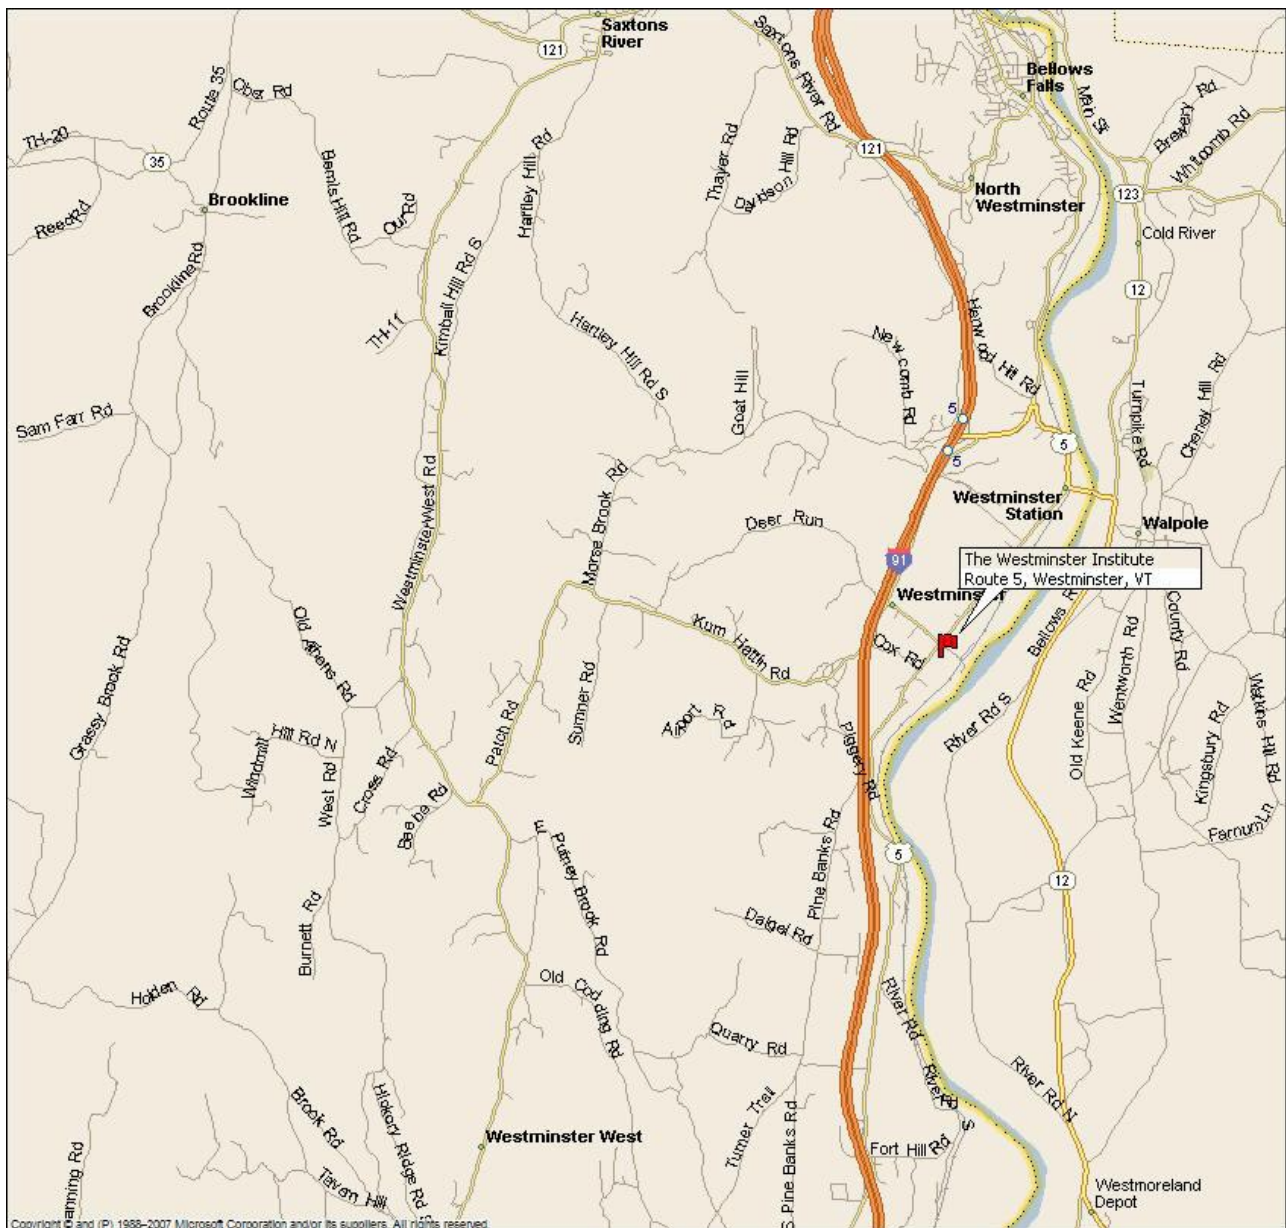 Saxtons
River
121
Saxtons River Rd
Bellows
Falls
Main St
Brewery Rd
Whitcomb Rd
Route 35
Obst Rd
TH-20
35
Brookline
Reed Rd
Bemis Hill Rd
Our Rd
Hartley Hill Rd
Thayer Rd
Davidson Hill Rd
121
North
Westminster
123
Cold River
12
Brookline Rd
TH-11
Kimball Hill Rd S
Hartley Hill Rd S
Goat Hill
Newcomb Rd
Henwood Hill Rd
Turnpike Rd
Cheney Hill Rd
Sam Farr Rd
5
5
5
Westminster West Rd
Morse Brook Rd
Deer Run
Westminster
Station
Walpole
91
The Westminster Institute
Route 5, Westminster, VT
Westminster
Bellows R
County Rd
Wentworth Rd
Old Athens Rd
Kurn Hattin Rd
Cox Rd
Grassy Brook Rd
Sumner Rd
Airport Rd
Patch Rd
River Rd S
Old Keene Rd
Kingsbury Rd
Watkins Hill Rd
Windmill Hill Rd N
West Rd
Cross Rd
Beebe Rd
Piggery Rd
Farnum Ln
E Putney Brook Rd
Pine Banks Rd
5
12
Burnett Rd
Dalgel Rd
Holden Rd
Old Codding Rd
Quarry Rd
River Rd
River Rd S
River Rd N
Brook Rd
Hickory Ridge Rd S
Westminster West
Turner Trail
S Pine Banks Rd
Fort Hill Rd
anning Rd
Tavern Hill
Westmoreland
Depot
Copyright © and (P) 1988–2007 Microsoft Corporation and/or its suppliers. All rights reserved.